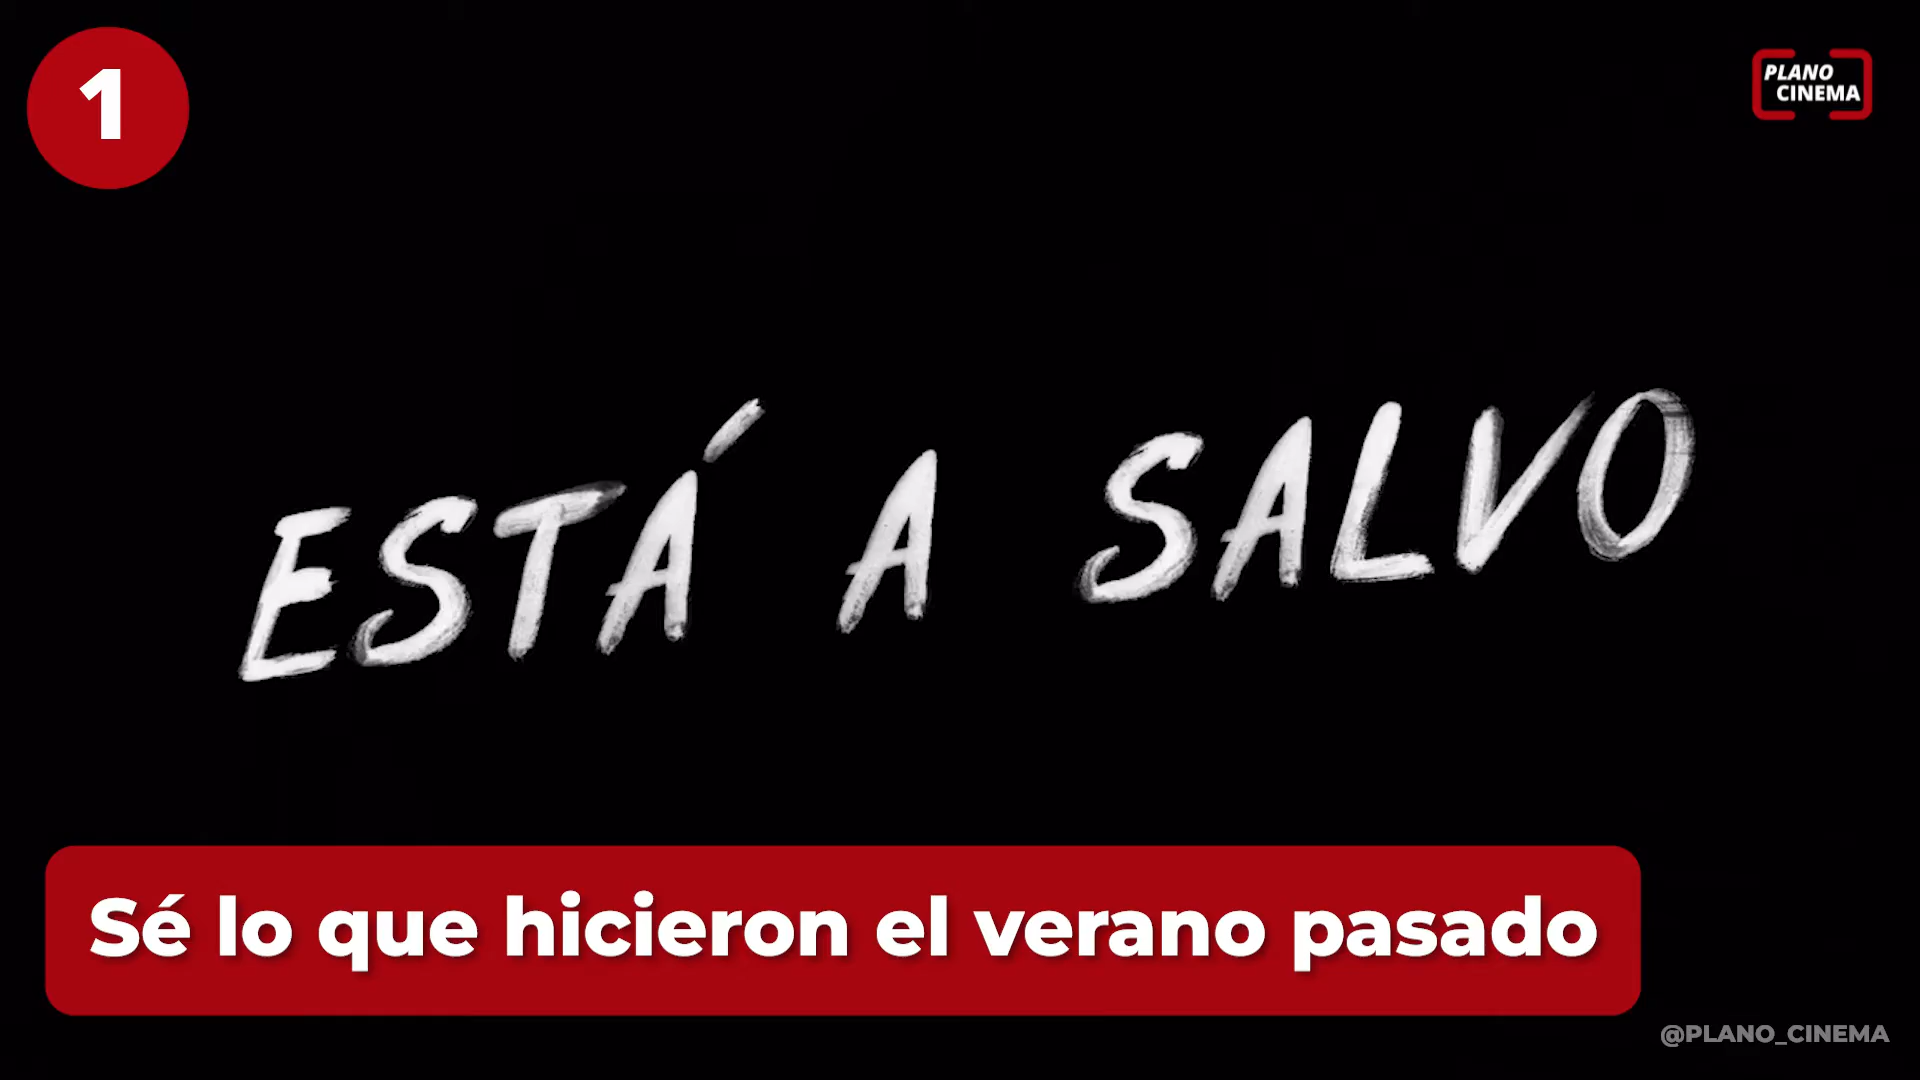 1
PLANO
CINEMA
ESTÁ A SALVO
Sé lo que hicieron el verano pasado
@PLANO_CINEMA